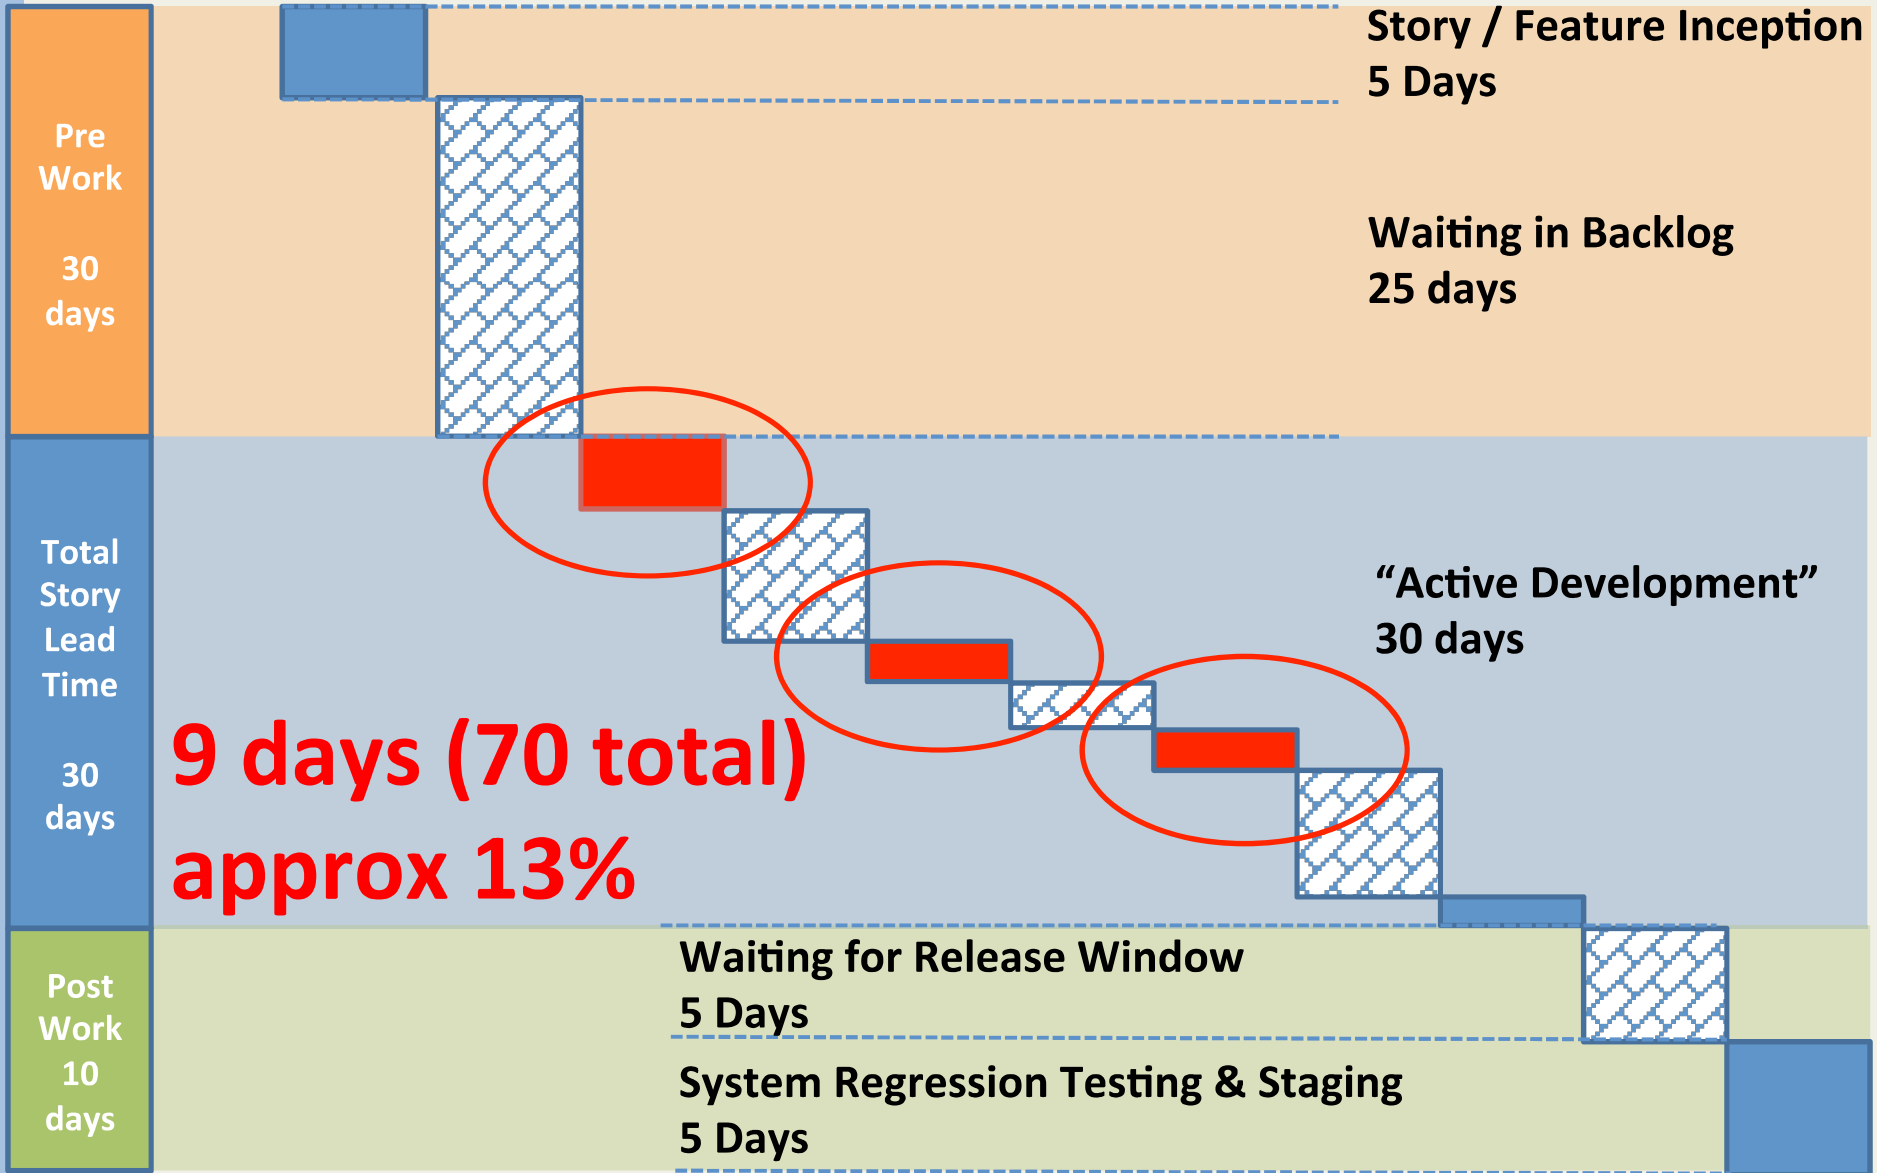 Pre
Work
30
days
Story / Feature Inception
5 Days
Waiting in Backlog
25 days
Total
Story
Lead
Time
30
days
“Active Development”
30 days
9 days (70 total)
approx 13%
Post
Work
10
days
Waiting for Release Window
5 Days
System Regression Testing & Staging
5 Days